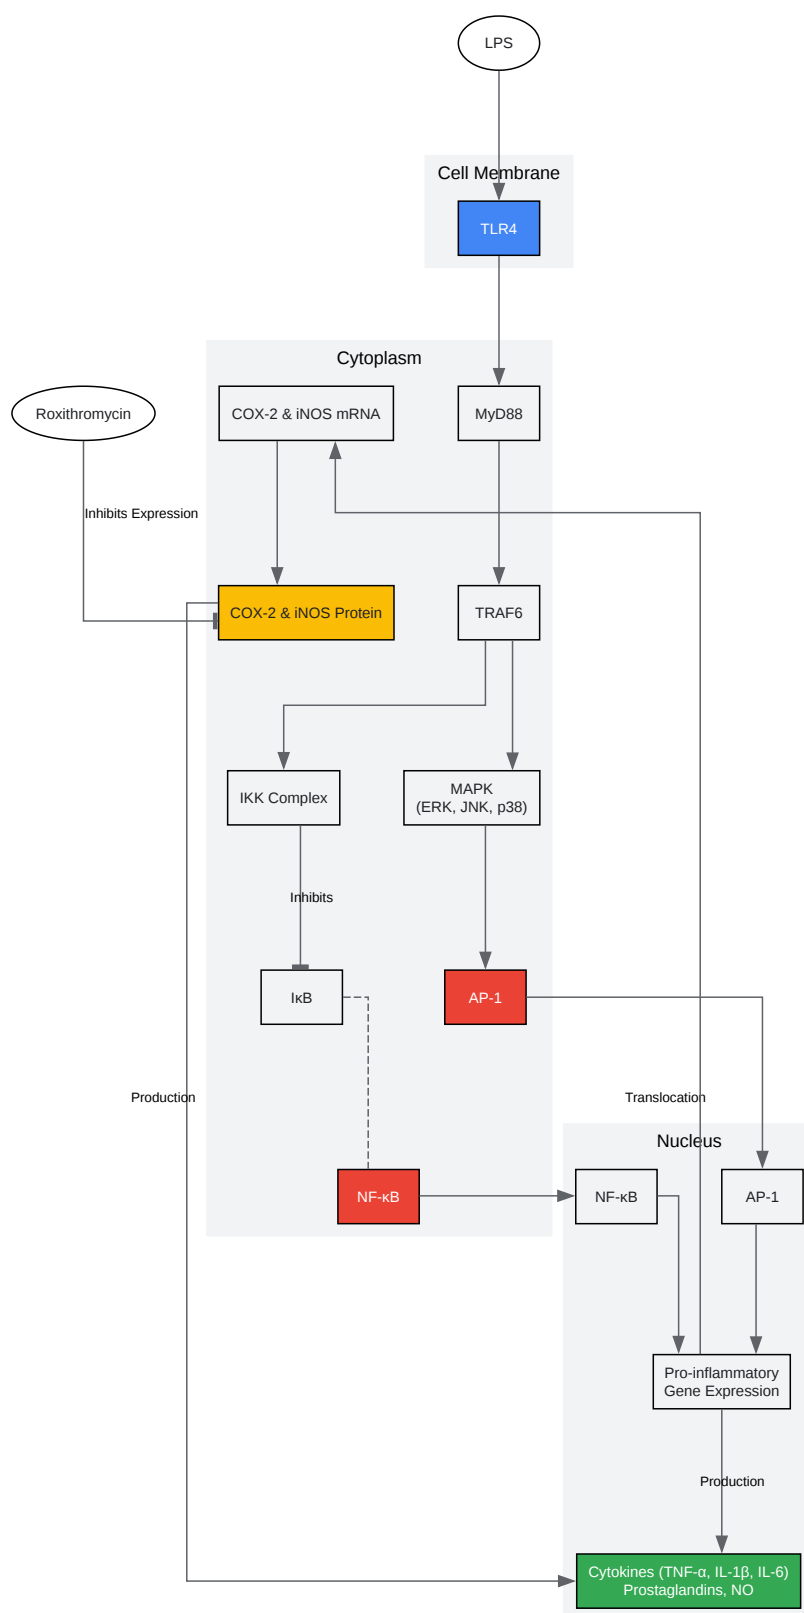 LPS
Cell Membrane
TLR4
Cytoplasm
Roxithromycin
COX-2 & iNOS mRNA
MyD88
Inhibits Expression
COX-2 & iNOS Protein
TRAF6
IKK Complex
MAPK
(ERK, JNK, p38)
Inhibits
IκB
AP-1
Production
Translocation
Nucleus
NF-κB
NF-κB
AP-1
Pro-inflammatory
Gene Expression
Production
Cytokines (TNF-α, IL-1β, IL-6)
Prostaglandins, NO